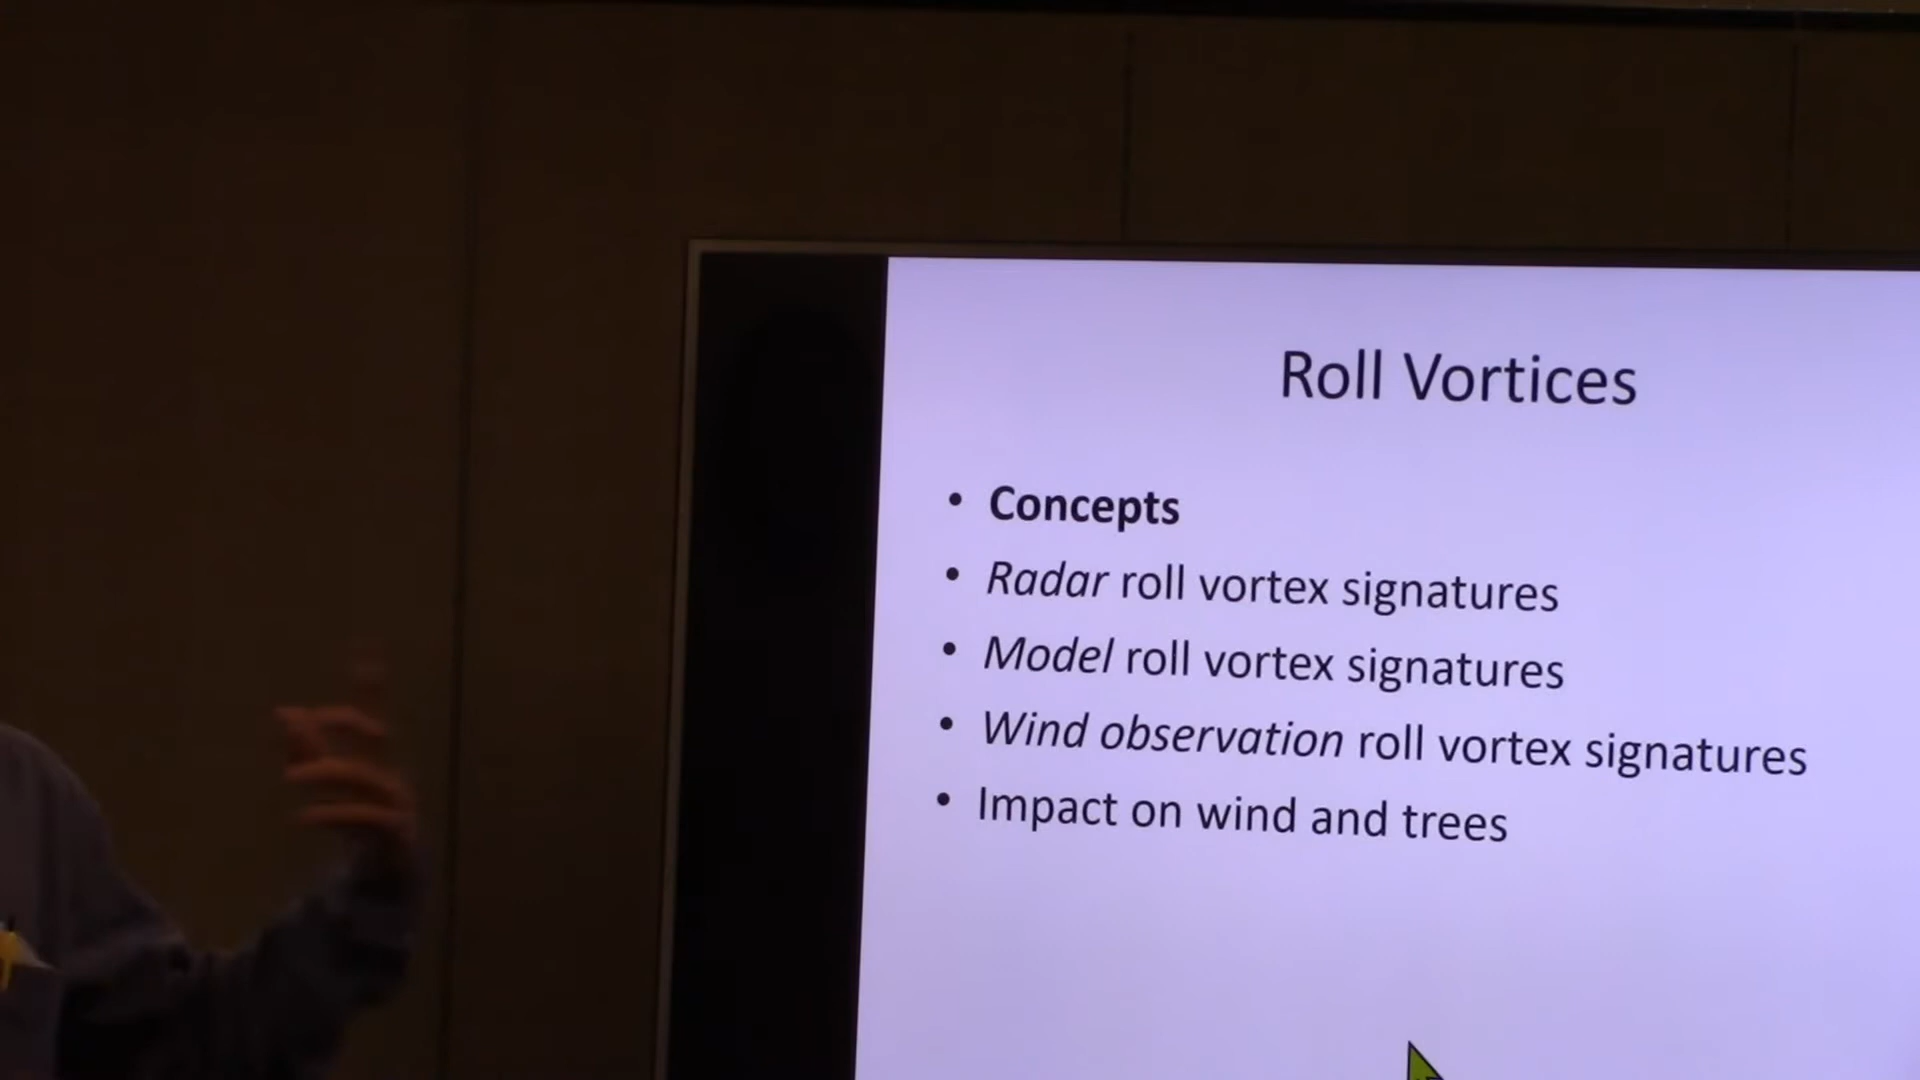 Roll Vortices
• Concepts
• Radar roll vortex signatures
• Model roll vortex signatures
• Wind observation roll vortex signatures
• Impact on wind and trees